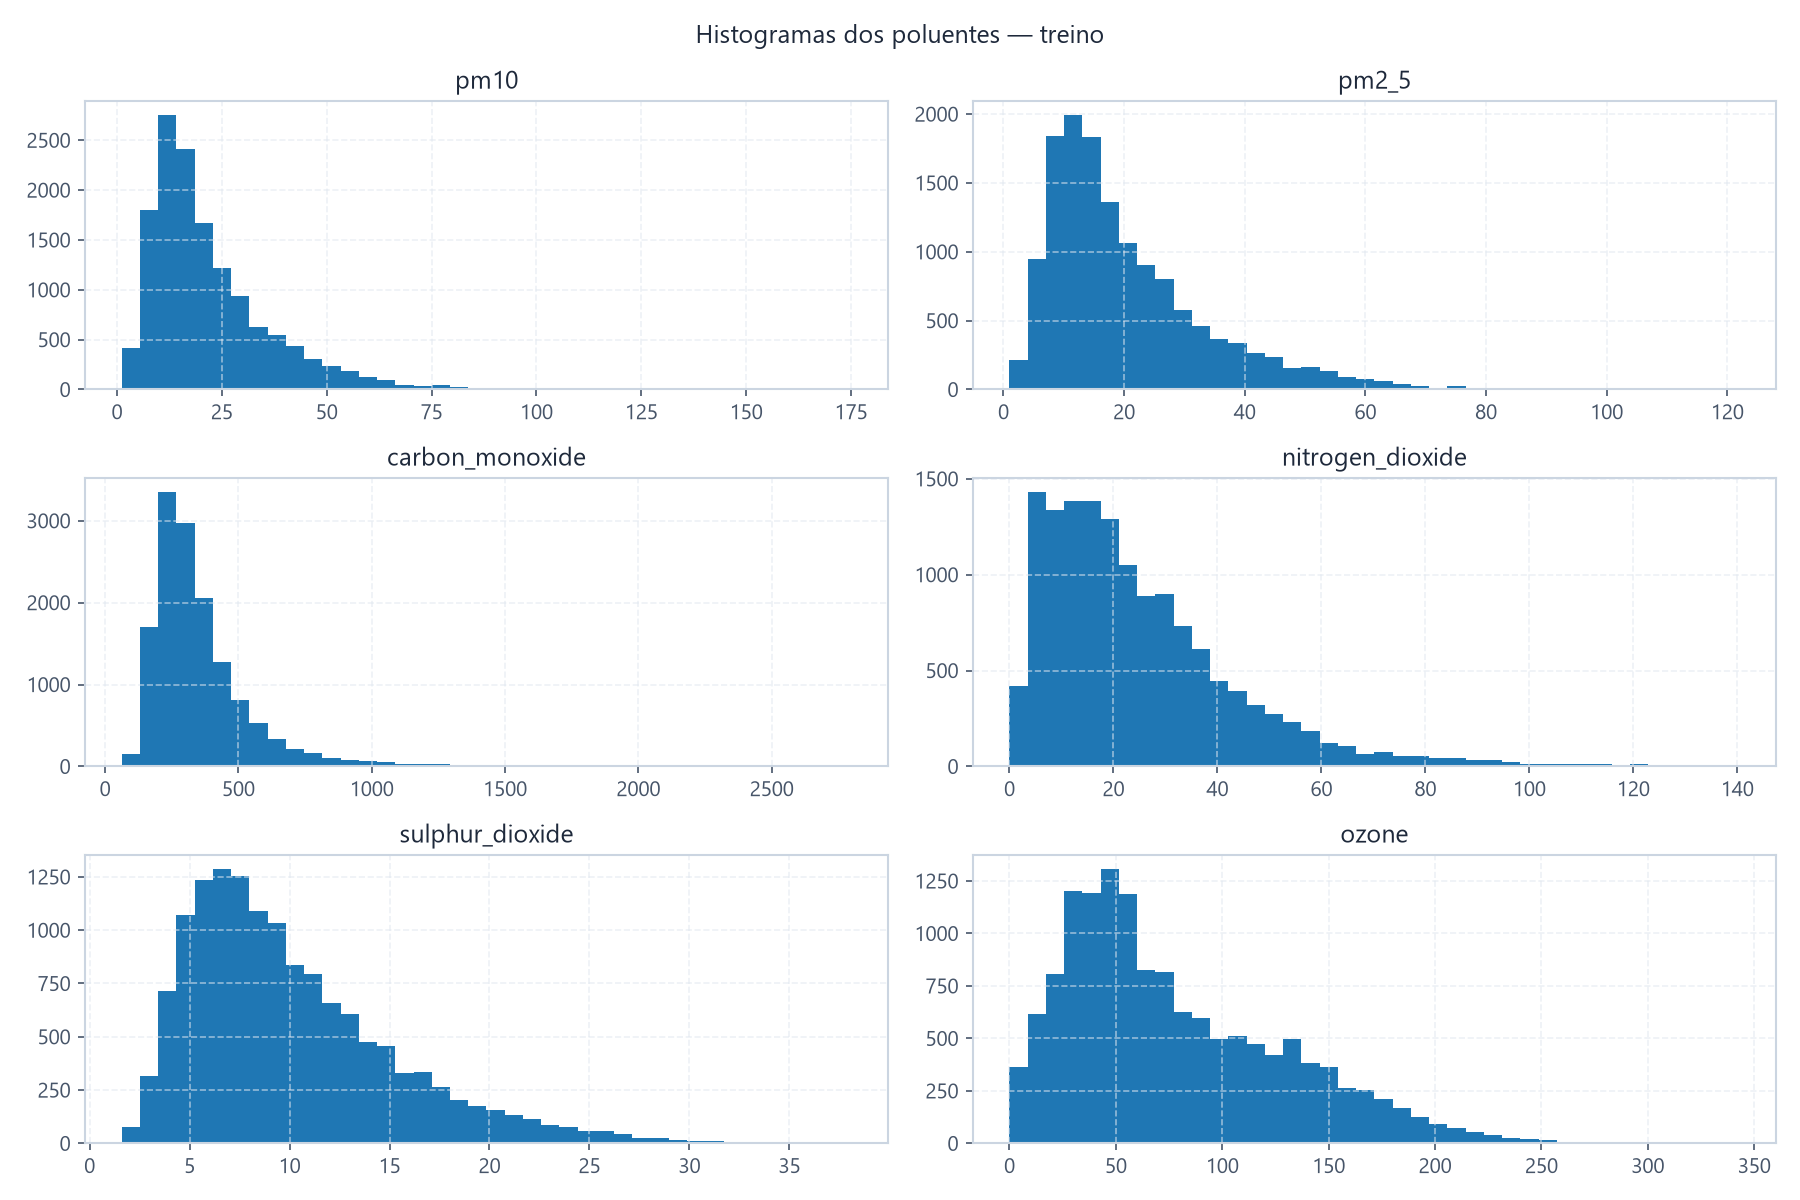 Histogramas dos poluentes — treino
pm10
2500
2000
1500
1000
500
0
0 25 50 75 100 125 150 175
pm2_5
2000
1500
1000
500
0
0 20 40 60 80 100 120
carbon_monoxide
3000
2000
1000
0
0 500 1000 1500 2000 2500
nitrogen_dioxide
1500
1000
500
0
0 20 40 60 80 100 120 140
sulphur_dioxide
1250
1000
750
500
250
0
0 5 10 15 20 25 30 35
ozone
1250
1000
750
500
250
0
0 50 100 150 200 250 300 350